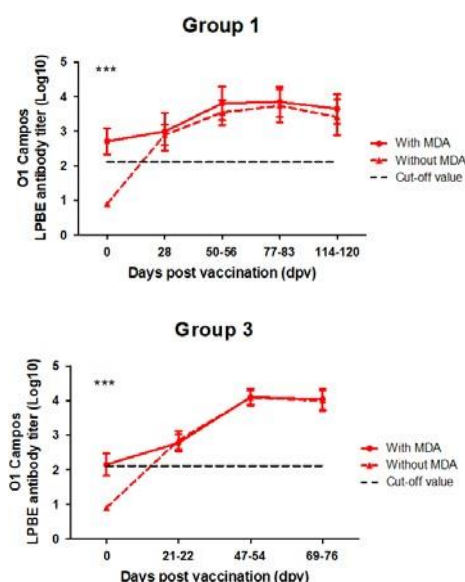 Group 1
***
O1 Campos
LPBE antibody titer (Log10)
5
4
3
2
1
0
0 28 50-56 77-83 114-120
Days post vaccination (dpv)
With MDA
Without MDA
Cut-off value
Group 3
***
O1 Campos
LPBE antibody titer (Log10)
5
4
3
2
1
0
0 21-22 47-54 69-76
Days post vaccination (dpv)
With MDA
Without MDA
Cut-off value